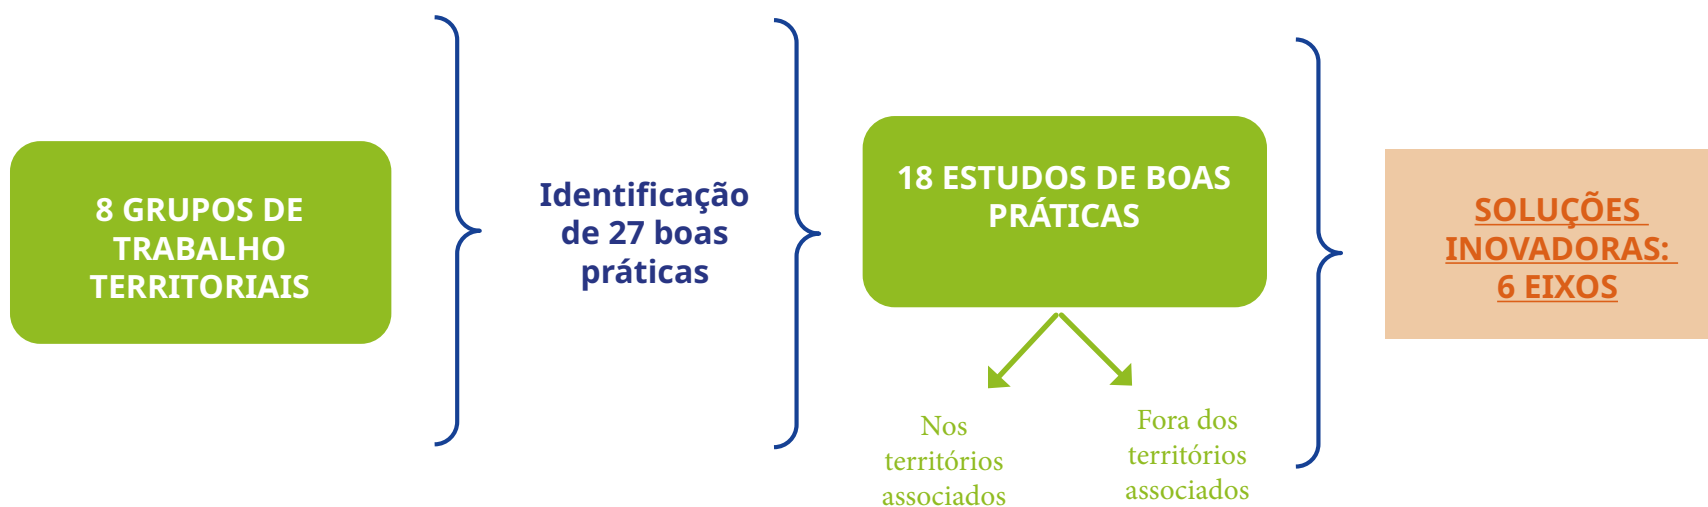 8 GRUPOS DE
TRABALHO
TERRITORIAIS
Identificação
de 27 boas
práticas
18 ESTUDOS DE BOAS
PRÁTICAS
Nos
territórios
associados
Fora dos
territórios
associados
SOLUÇÕES
INOVADORAS:
6 EIXOS